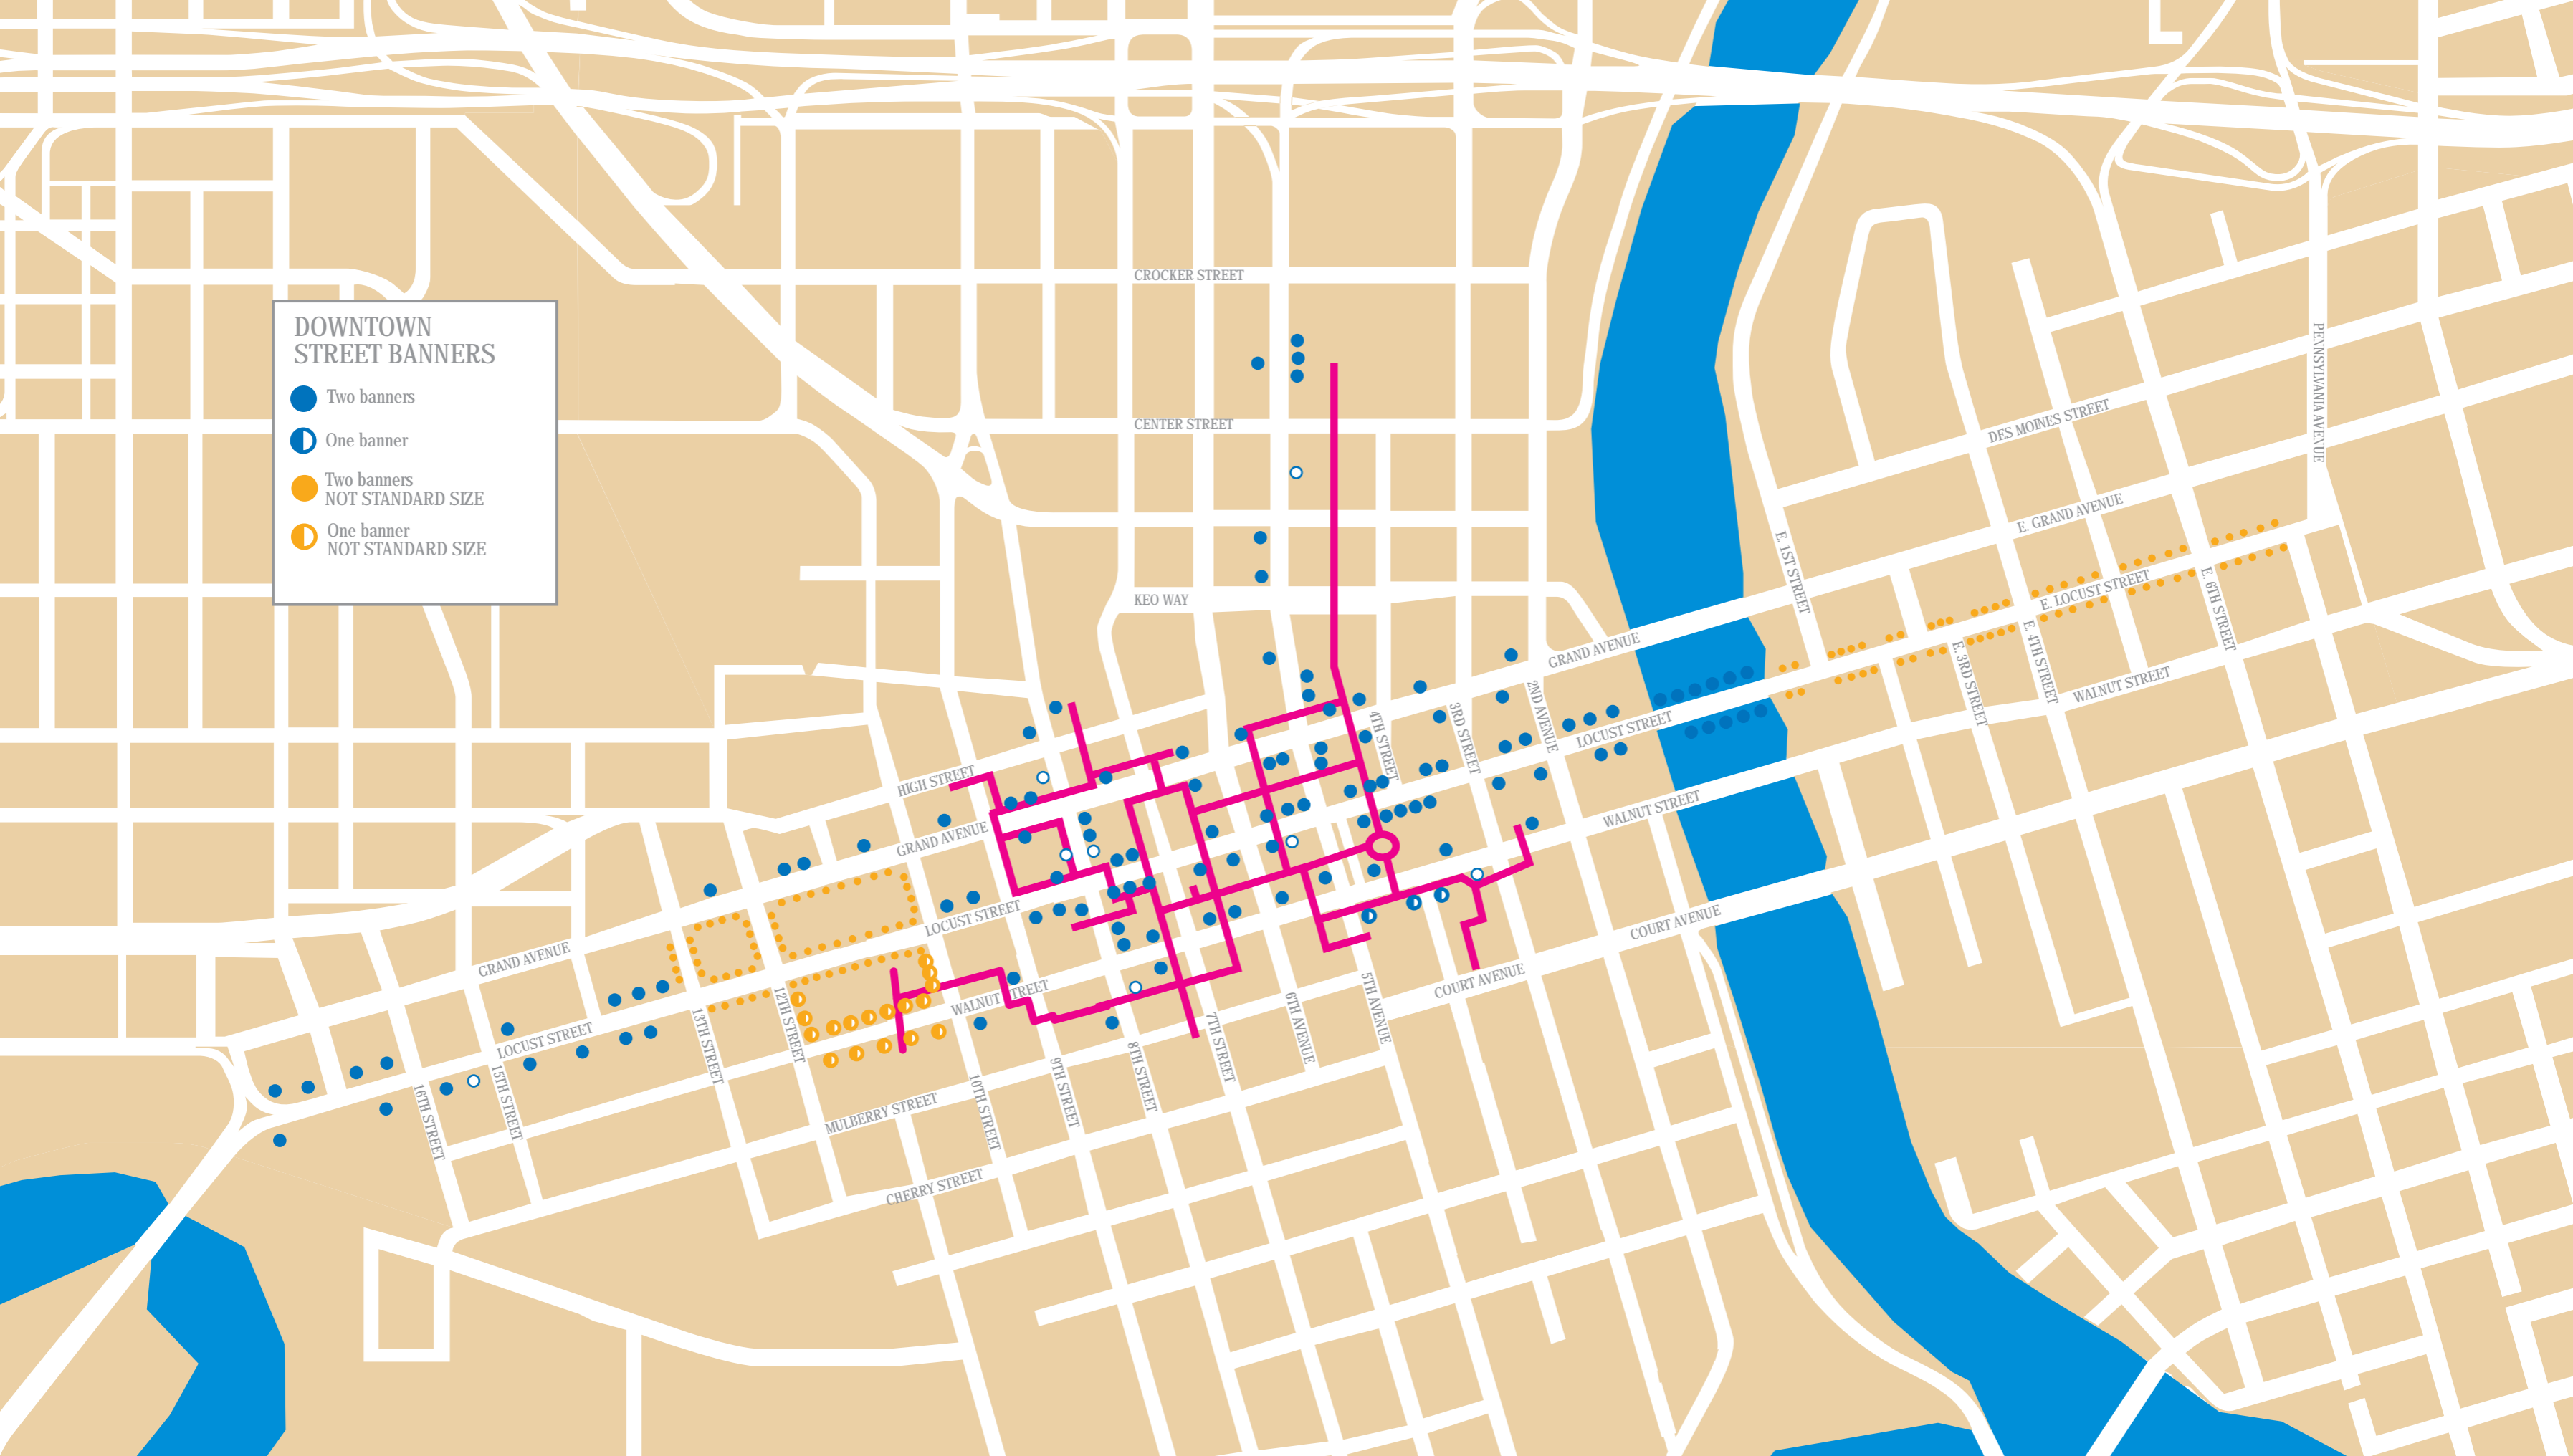 CROCKER STREET
DOWNTOWN
STREET BANNERS
Two banners
One banner
Two banners
NOT STANDARD SIZE
One banner
NOT STANDARD SIZE
CENTER STREET
PENNSYLVANIA AVENUE
DES MOINES STREET
E. GRAND AVENUE
E. 1ST STREET
KEO WAY
E. LOCUST STREET
E. 6TH STREET
GRAND AVENUE
E. 4TH STREET
E. 3RD STREET
WALNUT STREET
2ND AVENUE
3RD STREET
4TH STREET
LOCUST STREET
HIGH STREET
WALNUT STREET
GRAND AVENUE
LOCUST STREET
COURT AVENUE
GRAND AVENUE
COURT AVENUE
WALNUT STREET
5TH AVENUE
6TH AVENUE
7TH STREET
12TH STREET
13TH STREET
LOCUST STREET
8TH STREET
9TH STREET
10TH STREET
15TH STREET
16TH STREET
MULBERRY STREET
CHERRY STREET